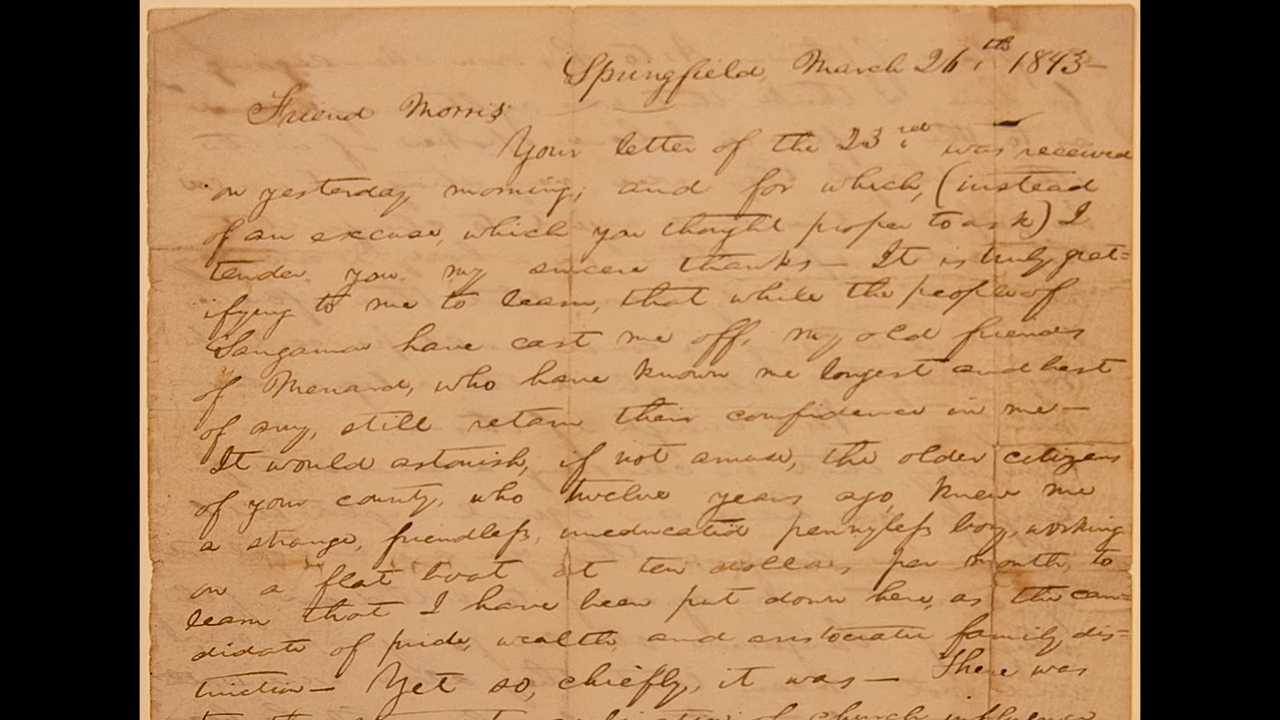 Springfield, March 26th, 1843—
Friend Morris
Your letter of the 23rd was received
on yesterday morning, and for which, (instead
of an excuse, which you thought proper to ask) I
tender you my sincere thanks— It is truly grat=
ifying to me to learn, that while the people of
Sangamon have cast me off, my old friends
of Menard, who have known me longest and best
of any, still retain their confidence in me—
It would astonish, if not amuse, the older citizens
of your county, who twelve years ago, knew me
a strange, friendless, uneducated pennyless boy, working
on a flat boat at ten dollars per month, to
learn that I have been put down here, as the can=
didate of pride, wealth, and aristocratic family dis=
tinction— Yet so, chiefly, it was— There was
of church influence